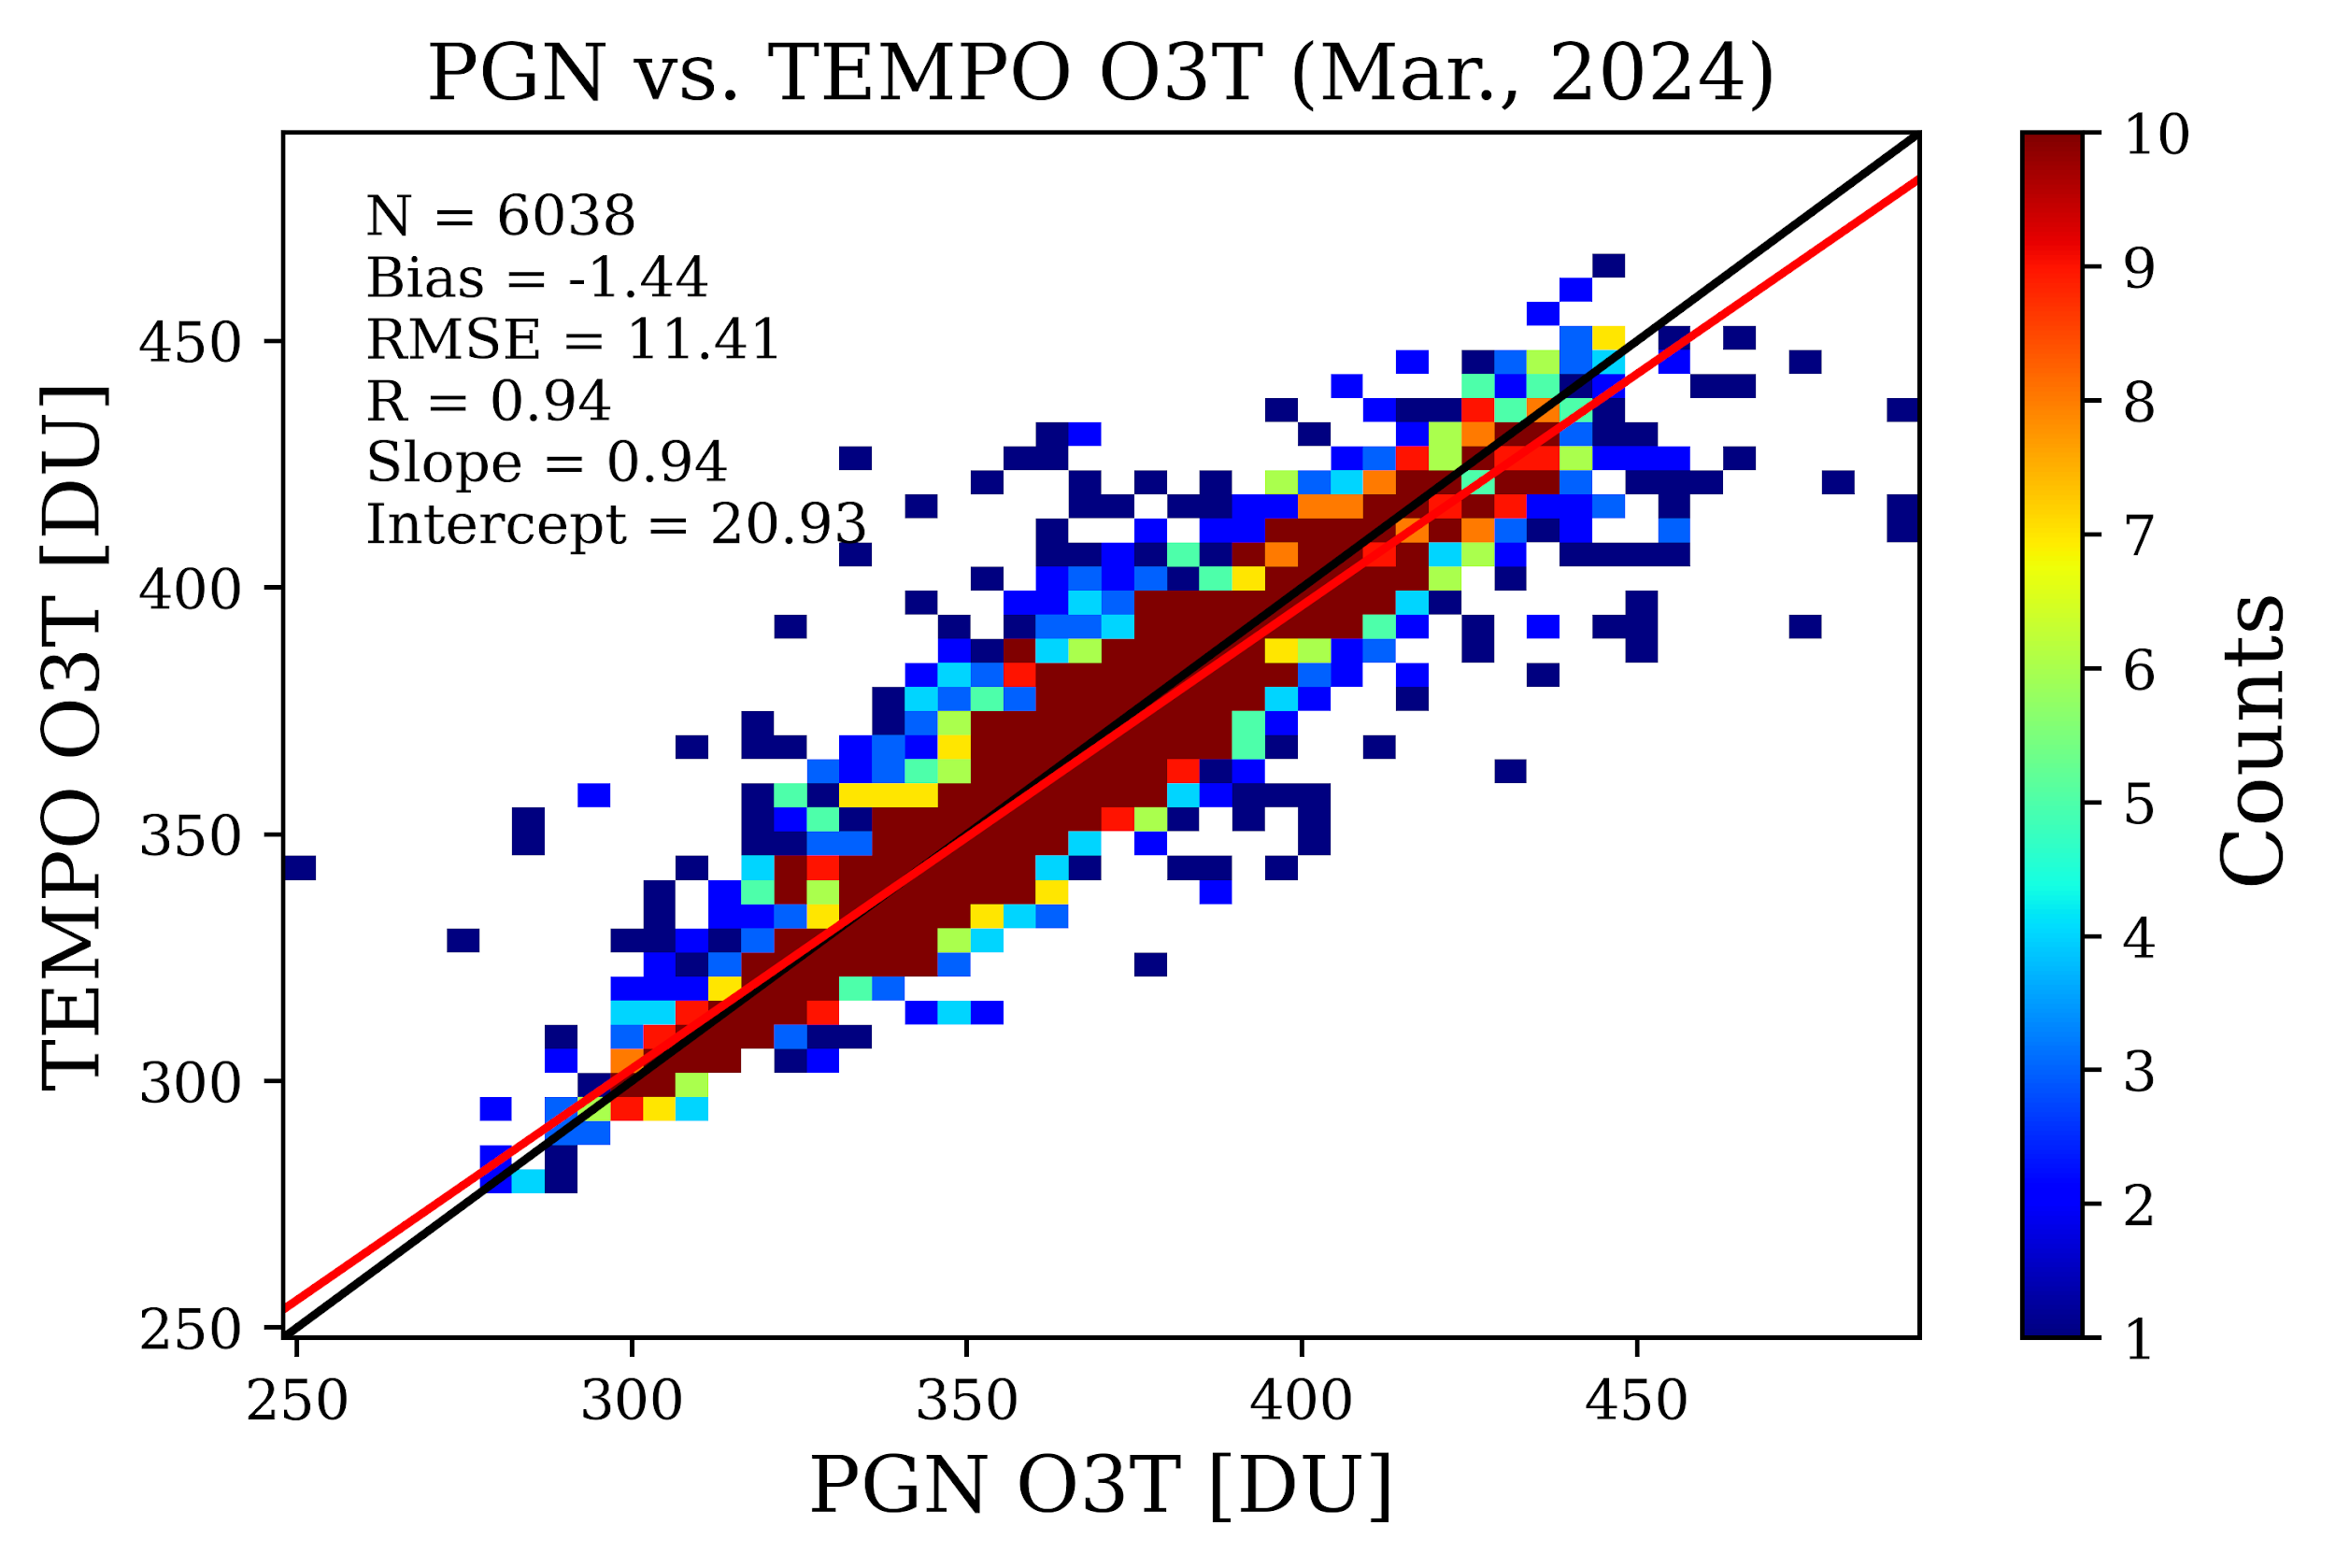 PGN vs. TEMPO O3T (Mar., 2024)
N = 6038
Bias = -1.44
RMSE = 11.41
R = 0.94
Slope = 0.94
Intercept = 20.93
TEMPO O3T [DU]
450
400
350
300
250
250
300
350
400
450
PGN O3T [DU]
10
9
8
7
6
5
4
3
2
1
Counts